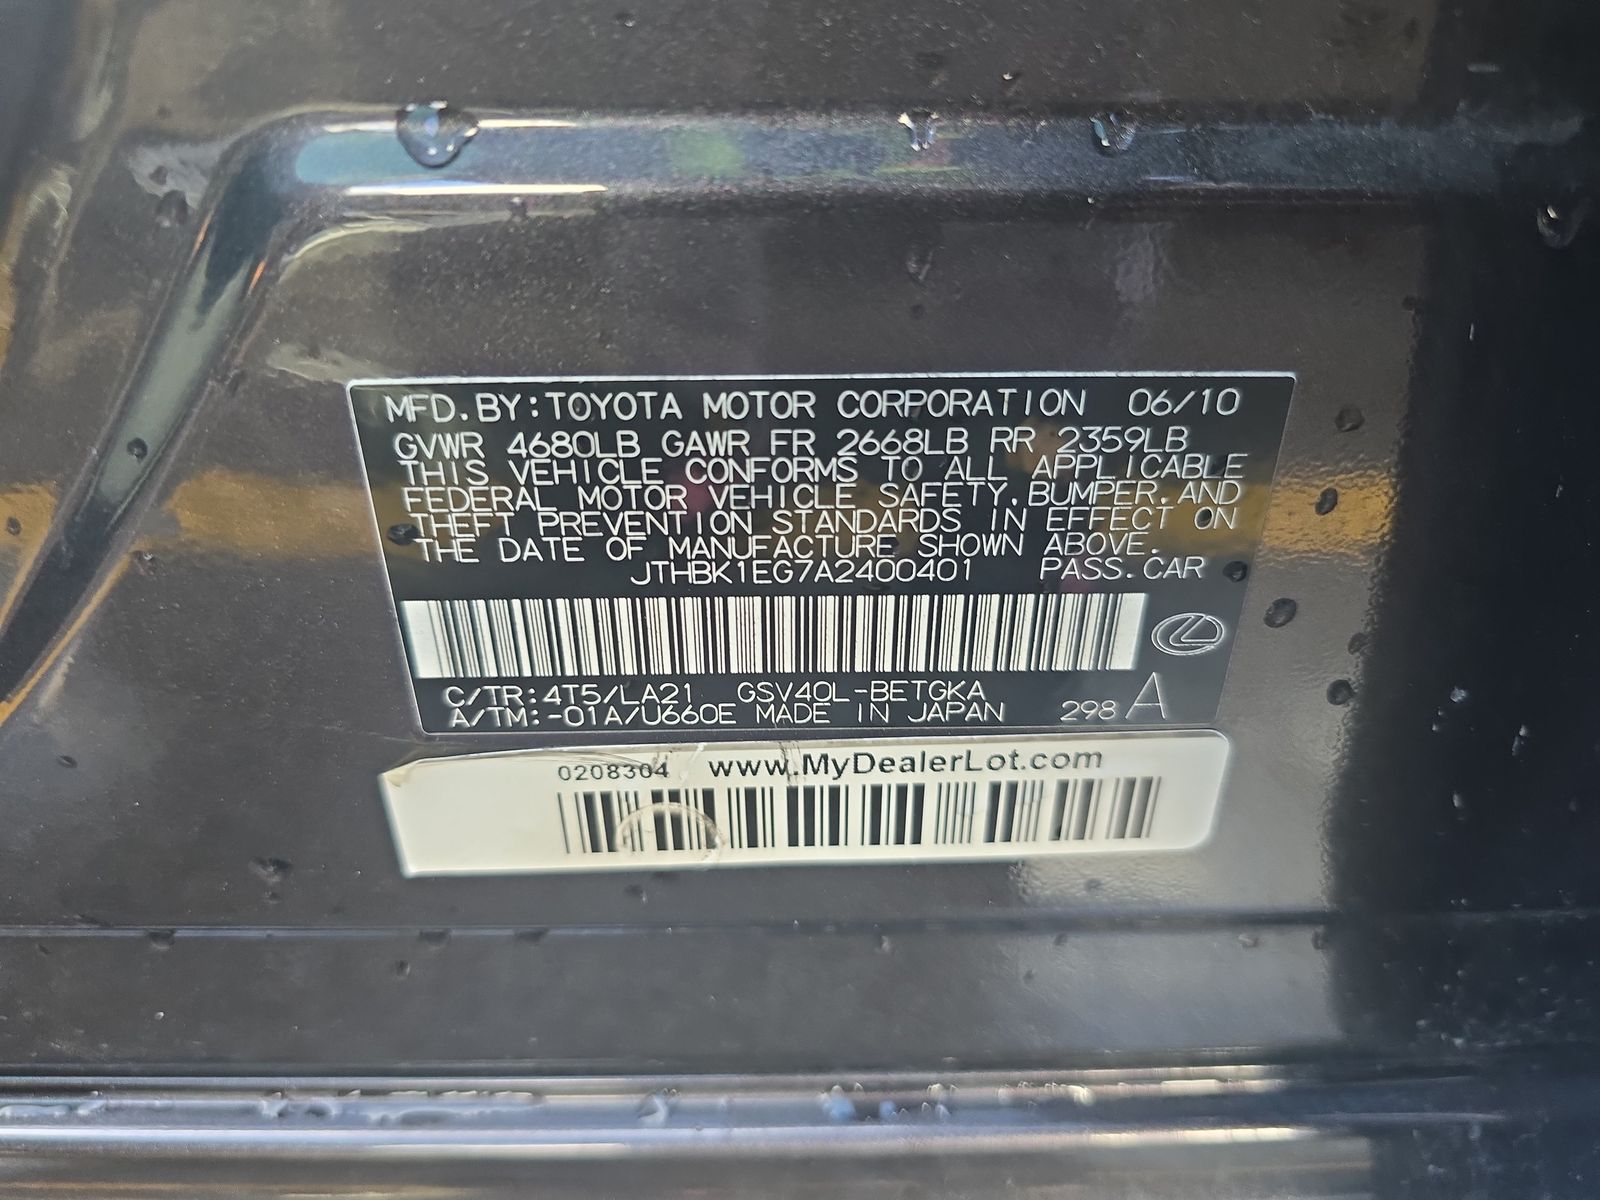 MFD. BY: TOYOTA MOTOR CORPORATION 06/10
GVWR 4680LB GAWR FR 2668LB RR 2359LB
THIS VEHICLE CONFORMS TO ALL APPLICABLE
FEDERAL MOTOR VEHICLE SAFETY, BUMPER, AND
THEFT PREVENTION STANDARDS IN EFFECT ON
THE DATE OF MANUFACTURE SHOWN ABOVE.
JTHBK1EG7A2400401 PASS. CAR
C/TR: 4T5/LA21 GSV40L-BETGKA
A/TM: -01A/U660E MADE IN JAPAN 298 A
0208304 www.MyDealerLot.com